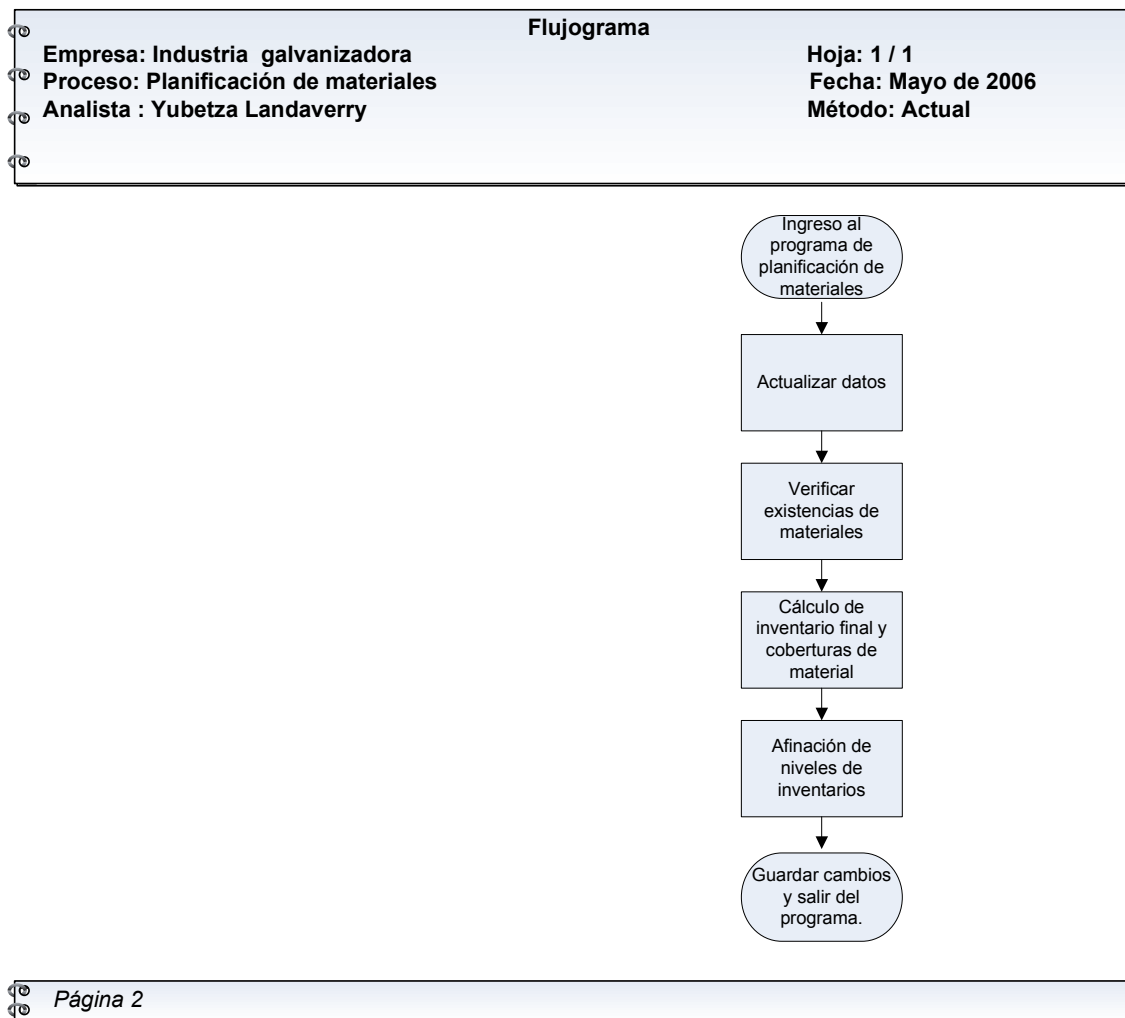 Flujograma
Empresa: Industria galvanizadora Hoja: 1 / 1
Proceso: Planificación de materiales Fecha: Mayo de 2006
Analista : Yubetza Landaverry Método: Actual
Ingreso al
programa de
planificación de
materiales
Actualizar datos
Verificar
existencias de
materiales
Cálculo de
inventario final y
coberturas de
material
Afinación de
niveles de
inventarios
Guardar cambios
y salir del
programa.
Página 2